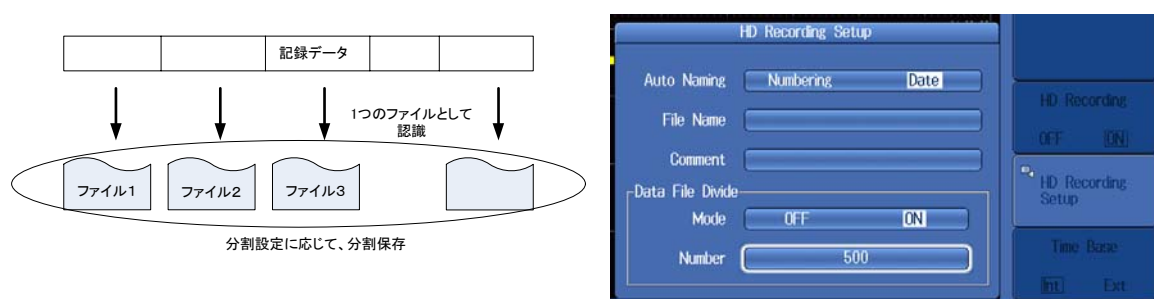 記録データ
1つのファイルとして
認識
ファイル1
ファイル2
ファイル3
分割設定に応じて、分割保存
HD Recording Setup
Auto Naming
Numbering
Date
File Name
Comment
Data File Divide
Mode
OFF
ON
Number
500
HD Recording
OFF
ON
HD Recording
Setup
Time Base
Int
Ext